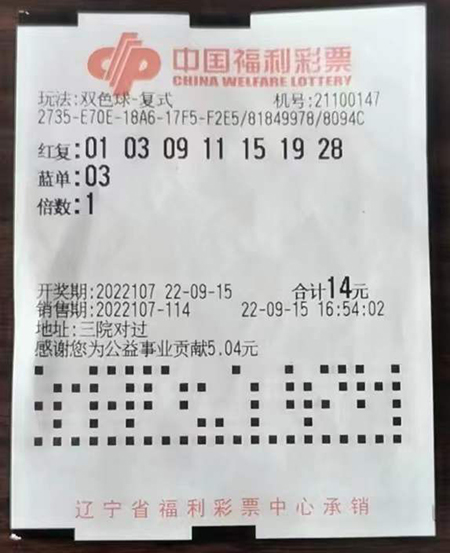 中国福利彩票
CHINA WELFARE LOTTERY
玩法:双色球-复式 机号:21100147
2735-E70E-18A6-17F5-F2E5/81849978/8094C
红复:01 03 09 11 15 19 28
蓝单:03
倍数:1
开奖期:2022107 22-09-15 合计14元
销售期:2022107-114 22-09-15 16:54:02
地址:三院对过
感谢您为公益事业贡献5.04元
辽宁省福利彩票中心承销